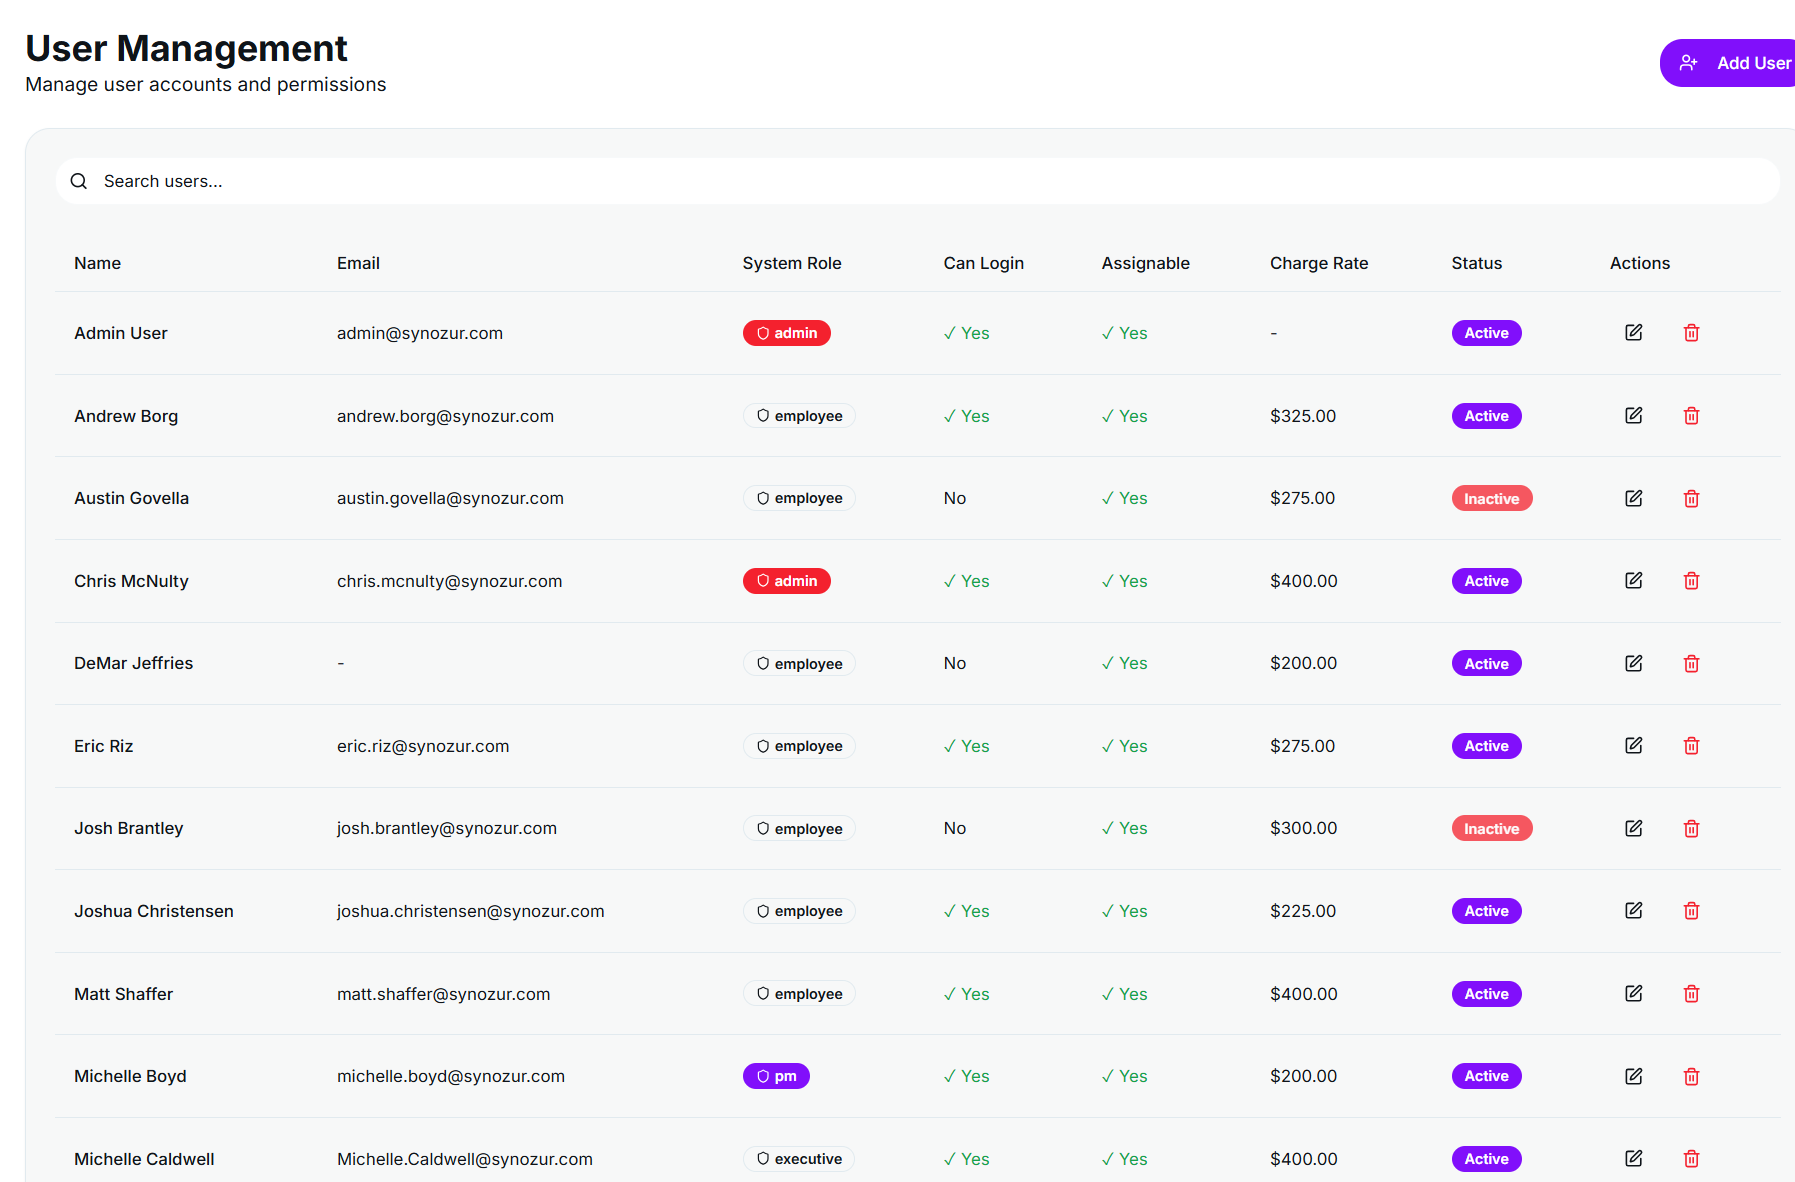 User Management
Manage user accounts and permissions
Add User
Search users...
Name Email System Role Can Login Assignable Charge Rate Status Actions
Admin User admin@synozur.com admin ✓ Yes ✓ Yes - Active
Andrew Borg andrew.borg@synozur.com employee ✓ Yes ✓ Yes $325.00 Active
Austin Govella austin.govella@synozur.com employee No ✓ Yes $275.00 Inactive
Chris McNulty chris.mcnulty@synozur.com admin ✓ Yes ✓ Yes $400.00 Active
DeMar Jeffries - employee No ✓ Yes $200.00 Active
Eric Riz eric.riz@synozur.com employee ✓ Yes ✓ Yes $275.00 Active
Josh Brantley josh.brantley@synozur.com employee No ✓ Yes $300.00 Inactive
Joshua Christensen joshua.christensen@synozur.com employee ✓ Yes ✓ Yes $225.00 Active
Matt Shaffer matt.shaffer@synozur.com employee ✓ Yes ✓ Yes $400.00 Active
Michelle Boyd michelle.boyd@synozur.com pm ✓ Yes ✓ Yes $200.00 Active
Michelle Caldwell Michelle.Caldwell@synozur.com executive ✓ Yes ✓ Yes $400.00 Active